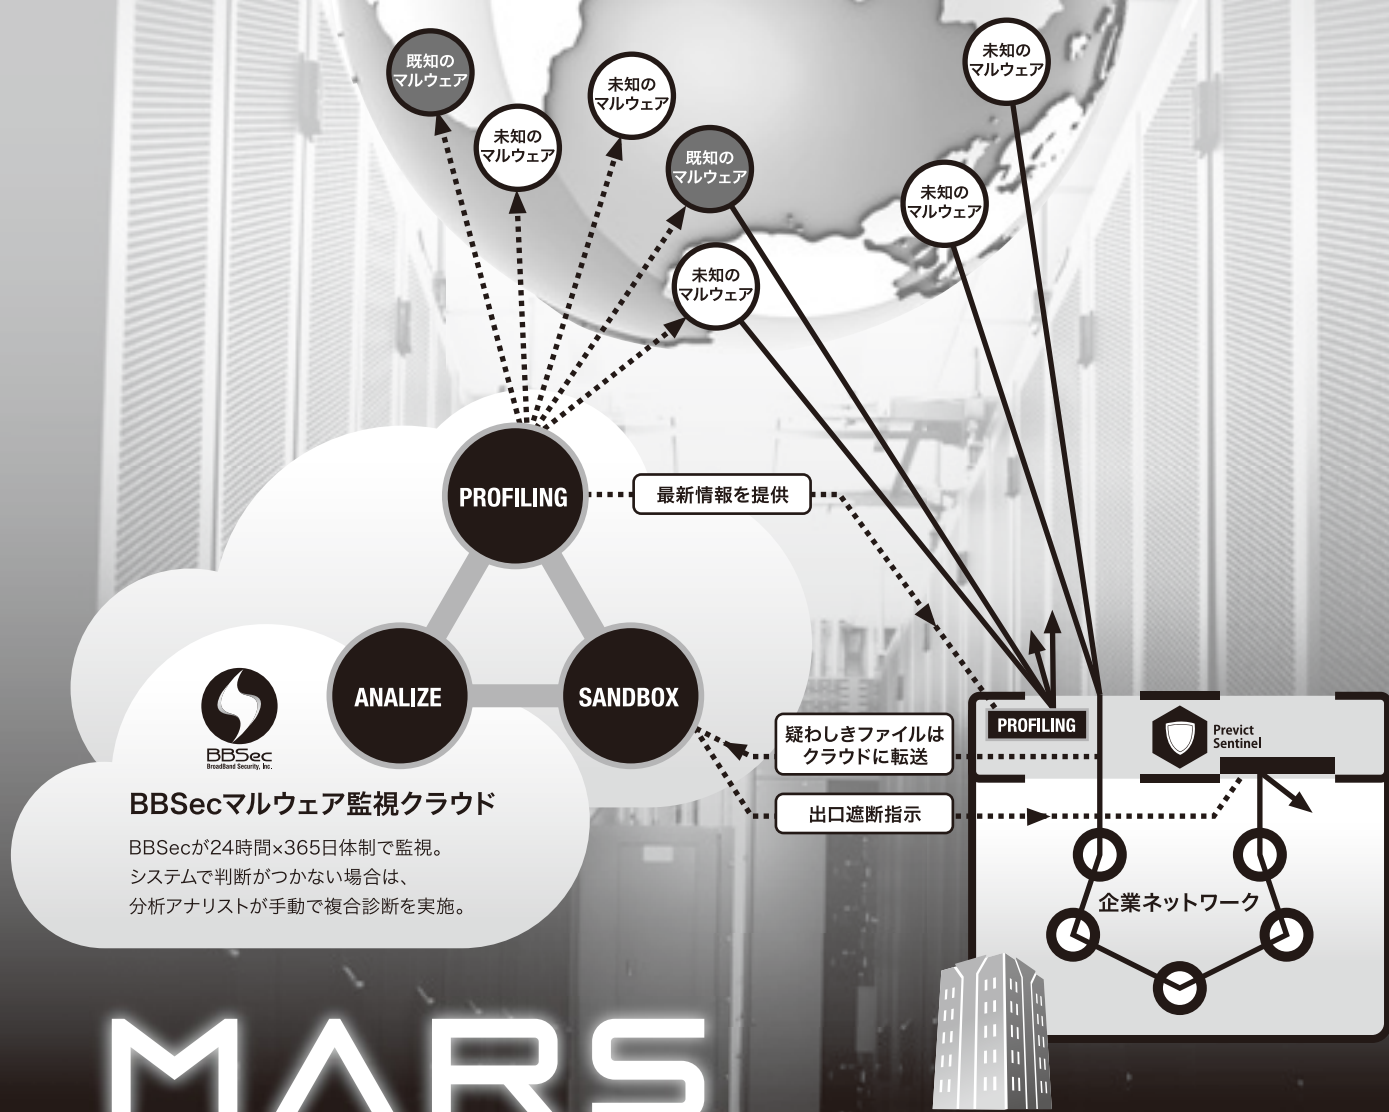 既知の
マルウェア
未知の
マルウェア
未知の
マルウェア
既知の
マルウェア
未知の
マルウェア
未知の
マルウェア
未知の
マルウェア
PROFILING
最新情報を提供
ANALIZE
SANDBOX
BBSec
BroadBand Security, Inc.
BBSecマルウェア監視クラウド
BBSecが24時間×365日体制で監視。
システムで判断がつかない場合は、
分析アナリストが手動で複合診断を実施。
疑わしきファイルは
クラウドに転送
出口遮断指示
PROFILING
Previct
Sentinel
企業ネットワーク
MARS